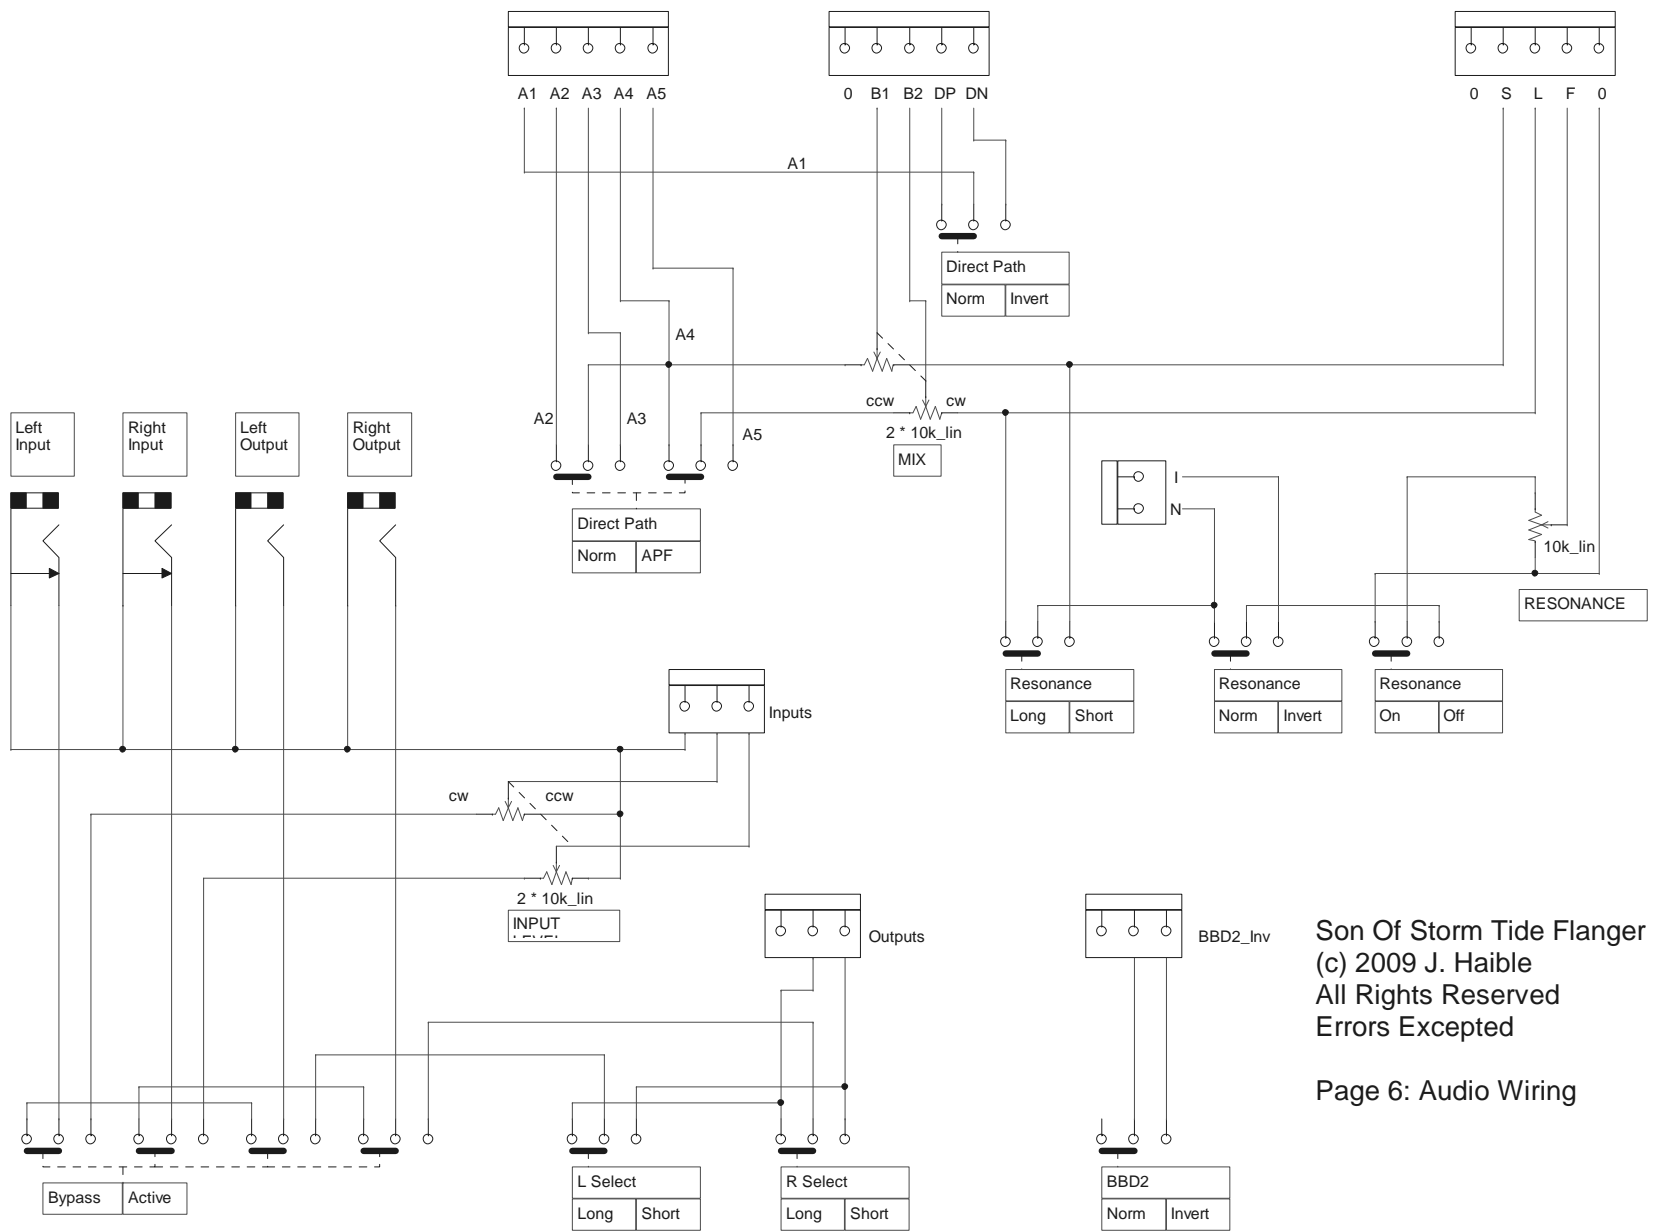 A1 A2 A3 A4 A5
0 B1 B2 DP DN
0 S L F 0
A1
Direct Path
Norm Invert
A4
ccw cw
2 * 10k_lin
MIX
A2 A3 A5
Left
Input
Right
Input
Left
Output
Right
Output
Direct Path
Norm APF
I
N
10k_lin
RESONANCE
Resonance
Long Short
Resonance
Norm Invert
Resonance
On Off
Inputs
cw ccw
2 * 10k_lin
INPUT
LEVEL
Outputs
BBD2_Inv
Son Of Storm Tide Flanger
(c) 2009 J. Haible
All Rights Reserved
Errors Excepted
Page 6: Audio Wiring
Bypass Active
L Select
Long Short
R Select
Long Short
BBD2
Norm Invert